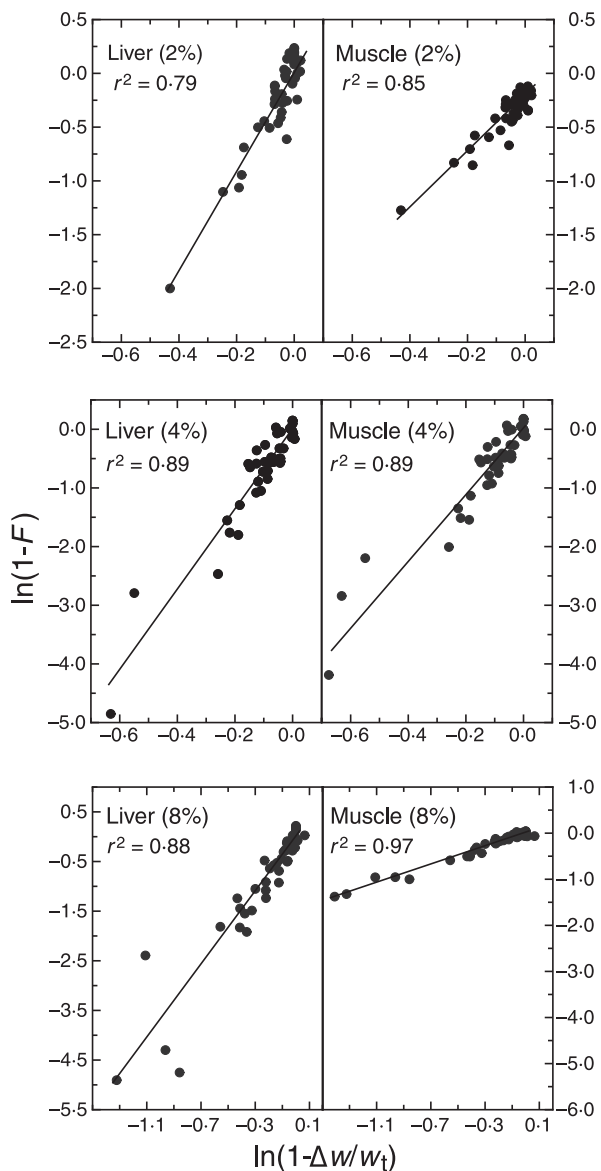 0·5
0·0
−0·5
−1·0
−1·5
−2·0
−2·5
Liver (2%)
r² = 0·79
Muscle (2%)
r² = 0·85
0·5
0·0
−0·5
−1·0
−1·5
−2·0
−2·5
−0·6 −0·4 −0·2 0·0
−0·6 −0·4 −0·2 0·0
ln(1-F)
0·0
−1·0
−2·0
−3·0
−4·0
−5·0
Liver (4%)
r² = 0·89
Muscle (4%)
r² = 0·89
0·0
−1·0
−2·0
−3·0
−4·0
−5·0
−0·6 −0·4 −0·2 0·0
−0·6 −0·4 −0·2 0·0
0·5
−0·5
−1·5
−2·5
−3·5
−4·5
−5·5
Liver (8%)
r² = 0·88
Muscle (8%)
r² = 0·97
1·0
0·0
−1·0
−2·0
−3·0
−4·0
−5·0
−6·0
−1·1 −0·7 −0·3 0·1
−1·1 −0·7 −0·3 0·1
ln(1-Δw/wₜ)